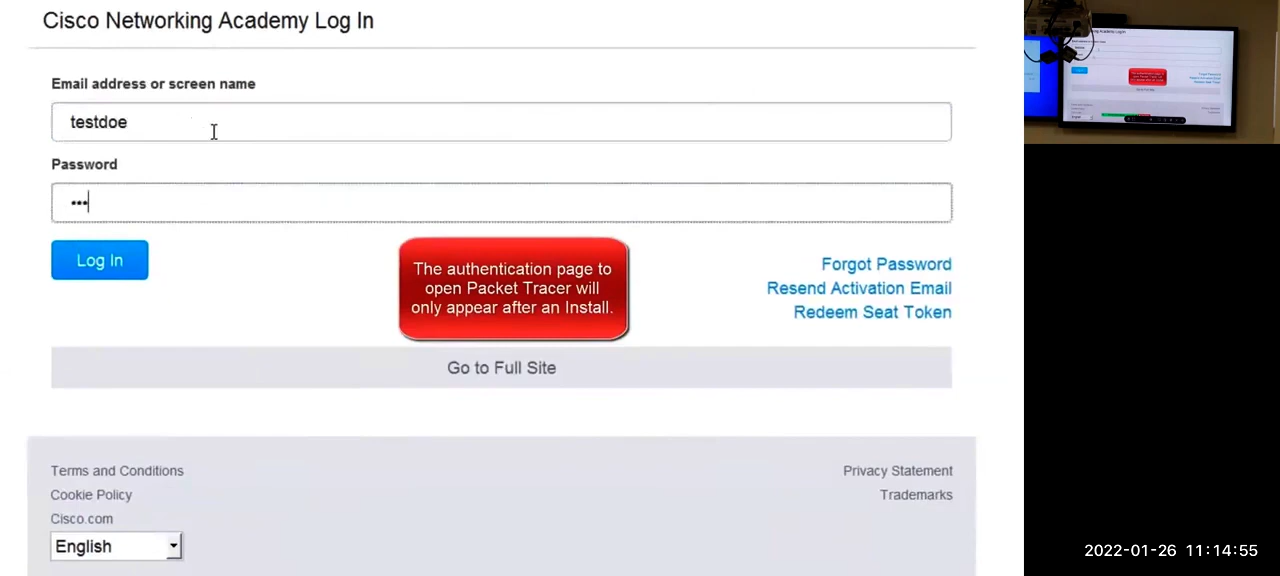 Cisco Networking Academy Log In
Email address or screen name
testdoe
Password
•••
Log In
The authentication page to
open Packet Tracer will
only appear after an Install.
Forgot Password
Resend Activation Email
Redeem Seat Token
Go to Full Site
Terms and Conditions
Cookie Policy
Cisco.com
English
Privacy Statement
Trademarks
2022-01-26 11:14:55